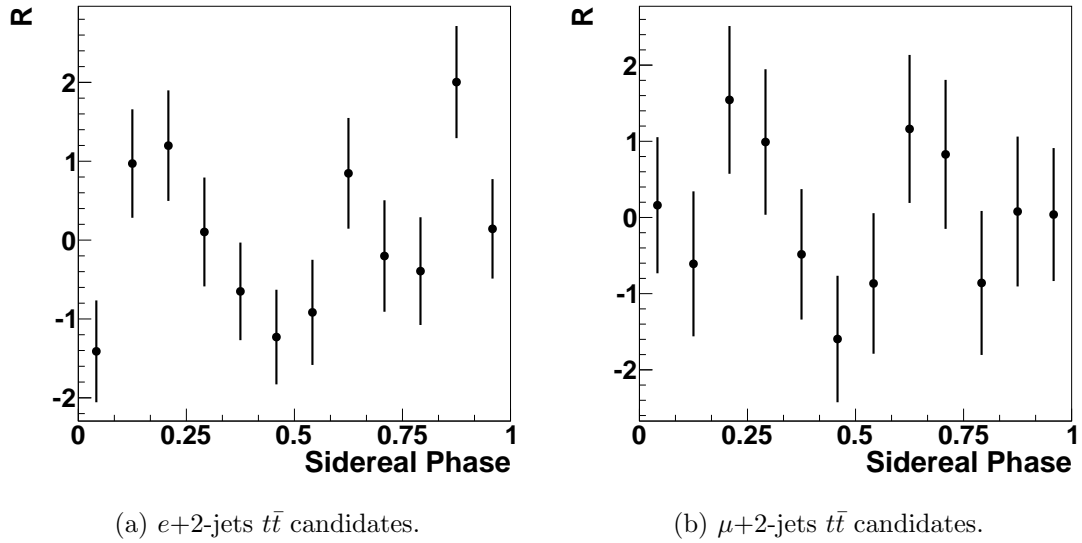 R
2
1
0
-1
-2
0 0.25 0.5 0.75 1
Sidereal Phase
(a) e+2-jets tt̄ candidates.
R
2
1
0
-1
-2
0 0.25 0.5 0.75 1
Sidereal Phase
(b) μ+2-jets tt̄ candidates.